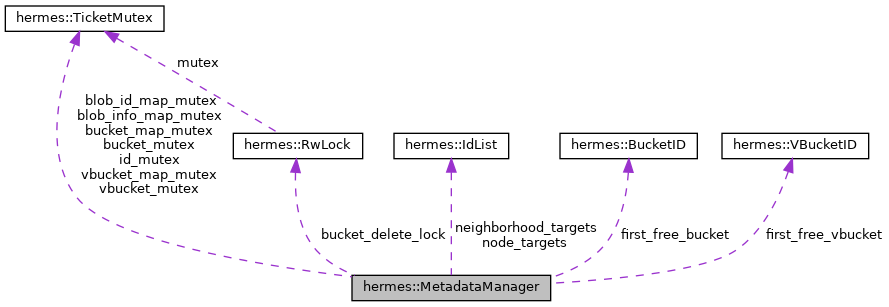 hermes::TicketMutex
mutex
blob_id_map_mutex
blob_info_map_mutex
bucket_map_mutex
bucket_mutex
id_mutex
vbucket_map_mutex
vbucket_mutex
hermes::RwLock
hermes::IdList
hermes::BucketID
hermes::VBucketID
bucket_delete_lock
neighborhood_targets
node_targets
first_free_bucket
first_free_vbucket
hermes::MetadataManager